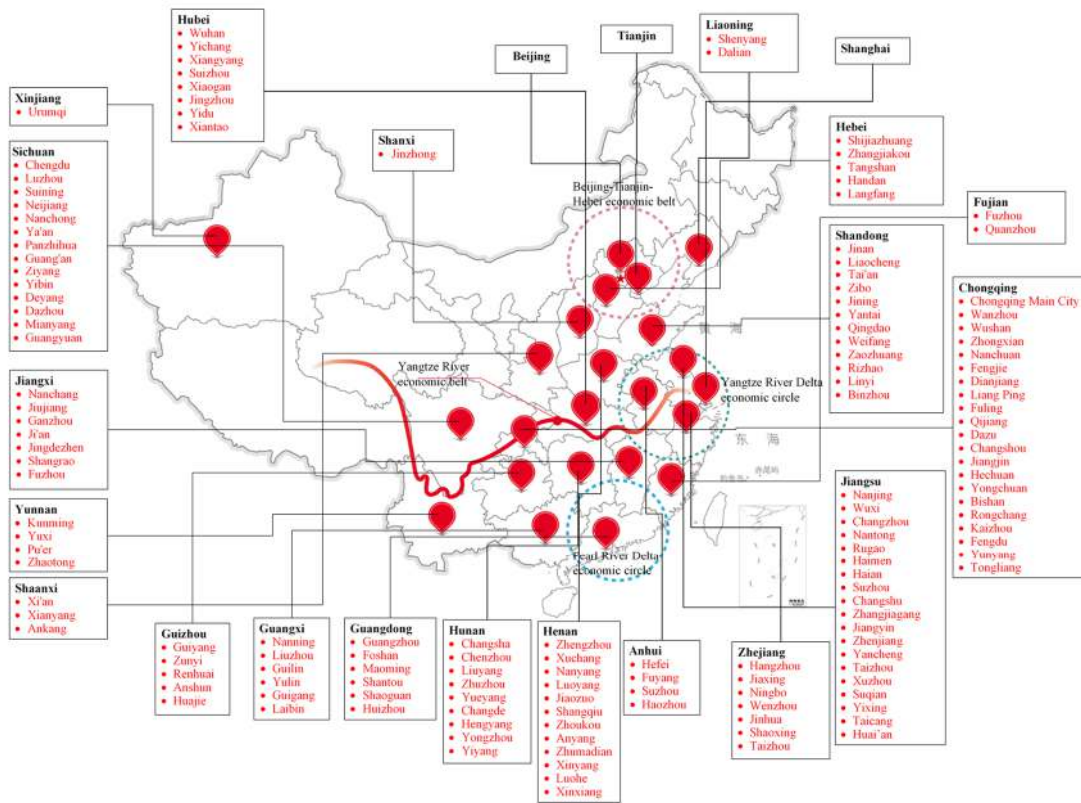 Hubei
Wuhan
Yichang
Xiangyang
Suizhou
Xiaogan
Jingzhou
Yidu
Xiantao
Beijing
Tianjin
Liaoning
Shenyang
Dalian
Shanghai
Xinjiang
Urumqi
Shanxi
Jinzhong
Hebei
Shijiazhuang
Zhangjiakou
Tangshan
Handan
Langfang
Sichuan
Chengdu
Luzhou
Suining
Neijiang
Nanchong
Ya'an
Panzhihua
Guang'an
Ziyang
Yibin
Deyang
Dazhou
Mianyang
Guangyuan
Beijing-Tianjin-
Hebei economic belt
Fujian
Fuzhou
Quanzhou
Shandong
Jinan
Liaocheng
Tai'an
Zibo
Jining
Yantai
Qingdao
Weifang
Zaozhuang
Rizhao
Linyi
Binzhou
Chongqing
Chongqing Main City
Wanzhou
Wushan
Zhongxian
Nanchuan
Fengjie
Dianjiang
Liang Ping
Fuling
Qijiang
Dazu
Changshou
Jiangjin
Hechuan
Yongchuan
Bishan
Rongchang
Kaizhou
Fengdu
Yunyang
Tongliang
海
Yangtze River
economic belt
Yangtze River Delta
economic circle
东 海
Jiangxi
Nanchang
Jiujiang
Ganzhou
Ji'an
Jingdezhen
Shangrao
Fuzhou
赤尾屿
Yunnan
Kunming
Yuxi
Pu'er
Zhaotong
Pearl River Delta
economic circle
Jiangsu
Nanjing
Wuxi
Changzhou
Nantong
Rugao
Haimen
Haian
Suzhou
Changshu
Zhangjiagang
Jiangyin
Zhenjiang
Yancheng
Taizhou
Xuzhou
Suqian
Yixing
Taicang
Huai'an
Shaanxi
Xi'an
Xianyang
Ankang
Guizhou
Guiyang
Zunyi
Renhuai
Anshun
Huajie
Guangxi
Nanning
Liuzhou
Guilin
Yulin
Guigang
Laibin
Guangdong
Guangzhou
Foshan
Maoming
Shantou
Shaoguan
Huizhou
Hunan
Changsha
Chenzhou
Liuyang
Zhuzhou
Yueyang
Changde
Hengyang
Yongzhou
Yiyang
Henan
Zhengzhou
Xuchang
Nanyang
Luoyang
Jiaozuo
Shangqiu
Zhoukou
Anyang
Zhumadian
Xinyang
Luohe
Xinxiang
Anhui
Hefei
Fuyang
Suzhou
Haozhou
Zhejiang
Hangzhou
Jiaxing
Ningbo
Wenzhou
Jinhua
Shaoxing
Taizhou